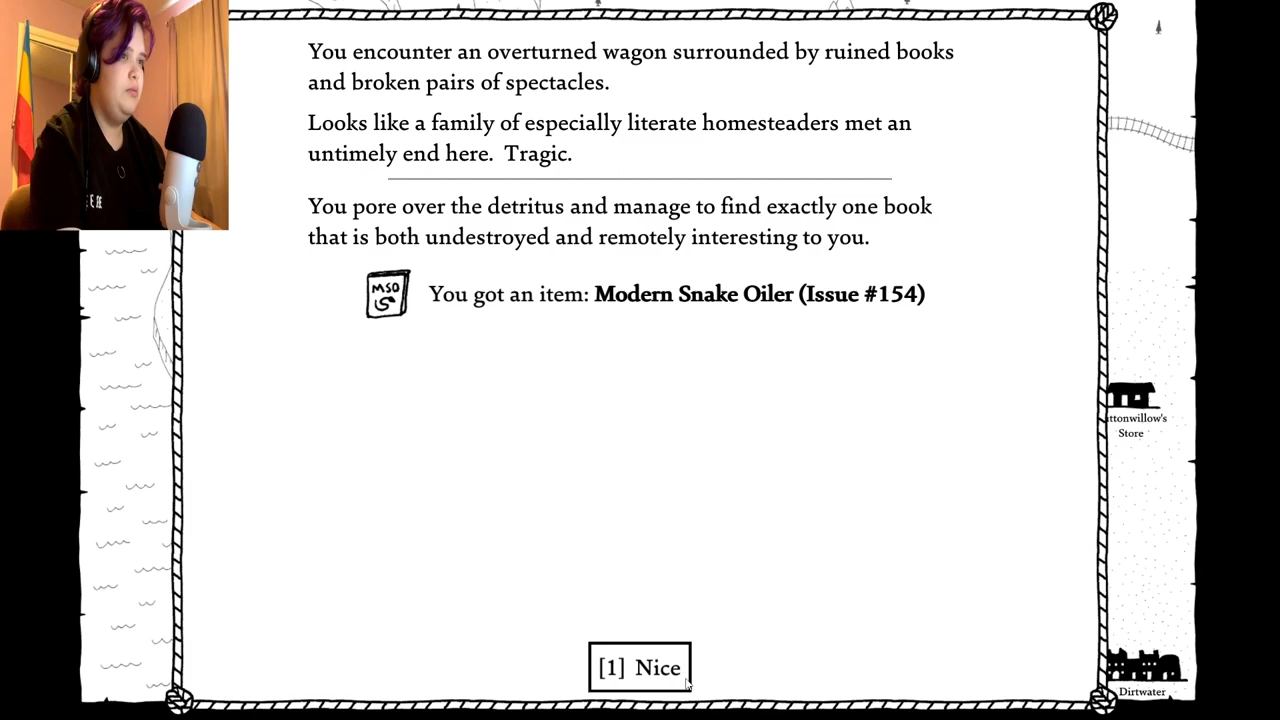 You encounter an overturned wagon surrounded by ruined books
and broken pairs of spectacles.
Looks like a family of especially literate homesteaders met an
untimely end here.  Tragic.
You pore over the detritus and manage to find exactly one book
that is both undestroyed and remotely interesting to you.
MSO
You got an item: Modern Snake Oiler (Issue #154)
Store
[1] Nice
Dirtwater